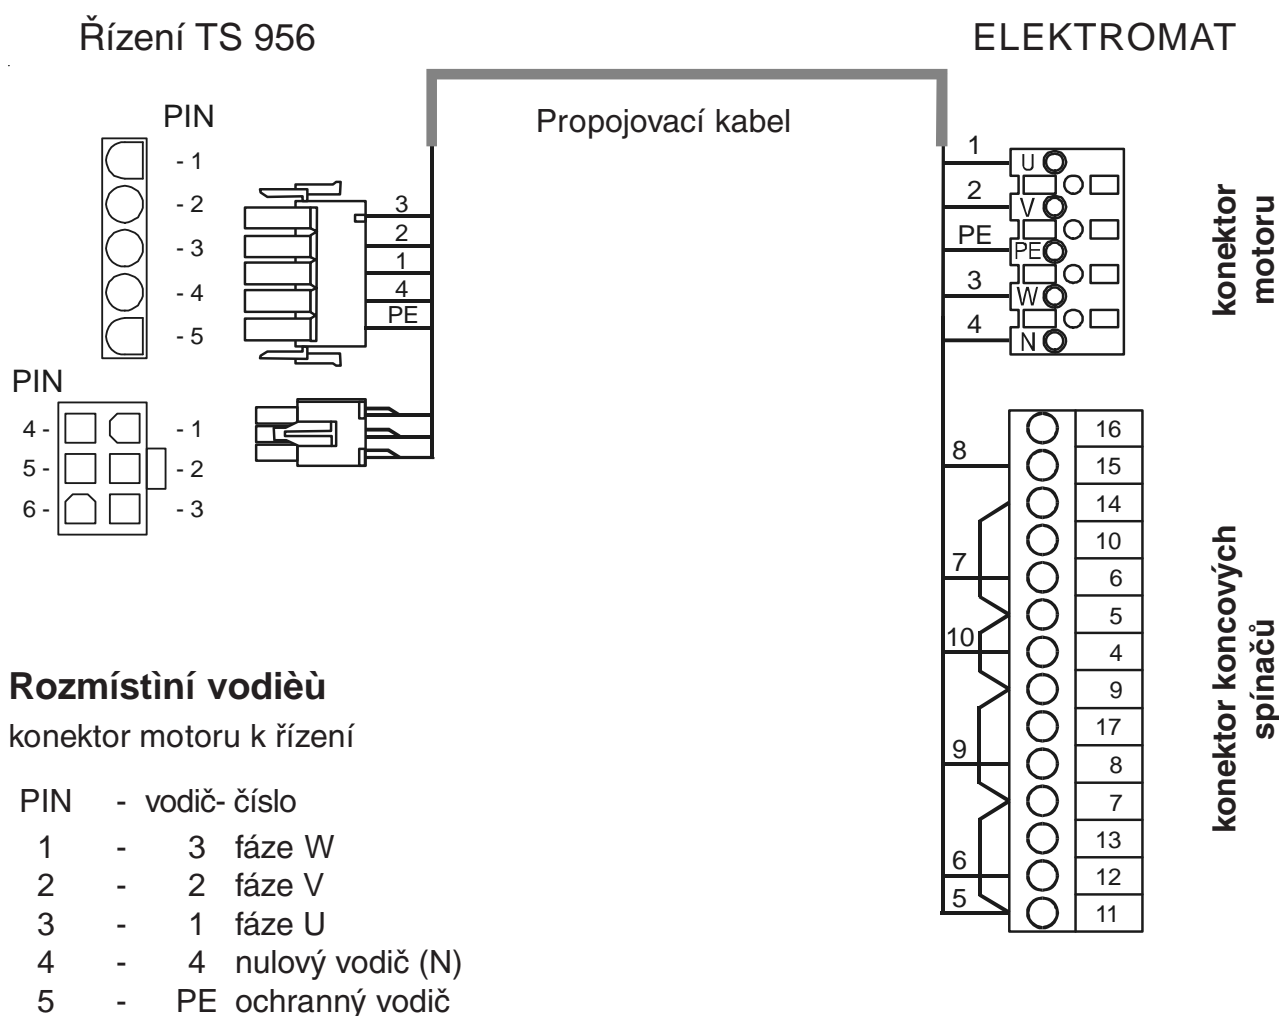 Řízení TS 956
ELEKTROMAT
Propojovací kabel
PIN
- 1
- 2
- 3
- 4
- 5
3
2
1
4
PE
PIN
4 -
- 1
5 -
- 2
6 -
- 3
1
U
2
V
PE
PE
3
W
4
N
konektor
motoru
16
8
15
14
10
7
6
5
10
4
9
17
9
8
7
13
6
12
5
11
konektor koncových
spínačů
Rozmístìní vodièù
konektor motoru k řízení
PIN - vodič- číslo
1 - 3 fáze W
2 - 2 fáze V
3 - 1 fáze U
4 - 4 nulový vodič (N)
5 - PE ochranný vodič